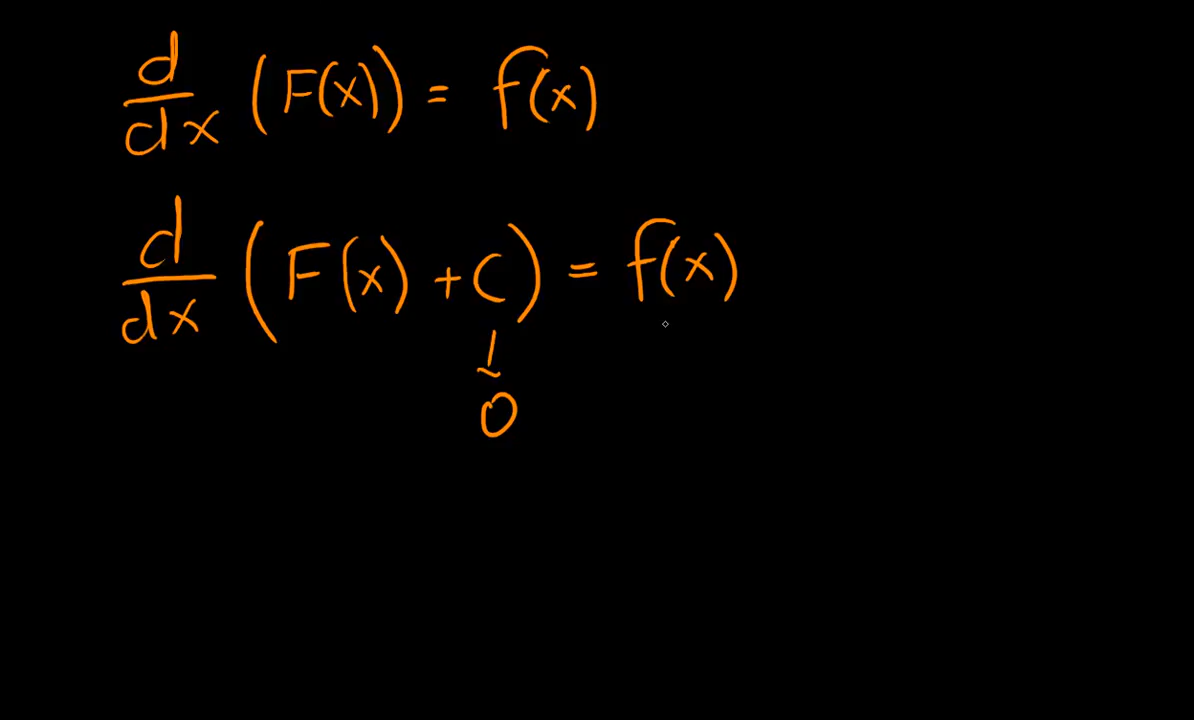 d/dx (F(x)) = f(x)
d/dx (F(x) + C) = f(x)
↓
0